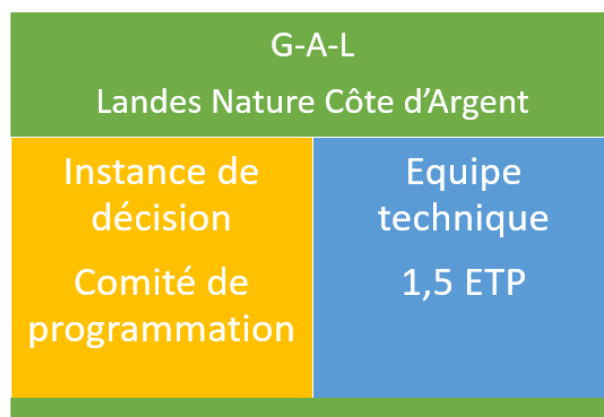 G-A-L
Landes Nature Côte d'Argent
Instance de
décision
Comité de
programmation
Equipe
technique
1,5 ETP